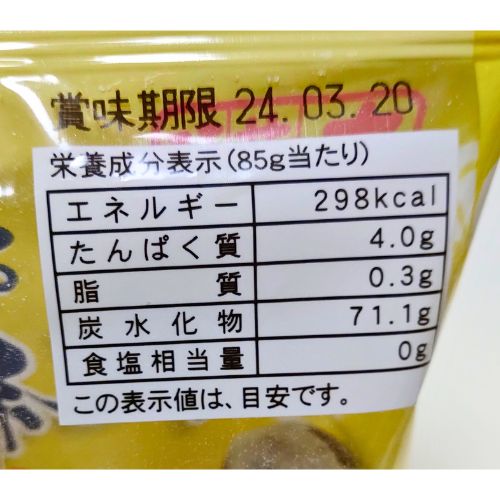 賞味期限 24.03.20
栄養成分表示(85g当たり)
エネルギー 298kcal
たんぱく質 4.0g
脂質 0.3g
炭水化物 71.1g
食塩相当量 0g
この表示値は、目安です。